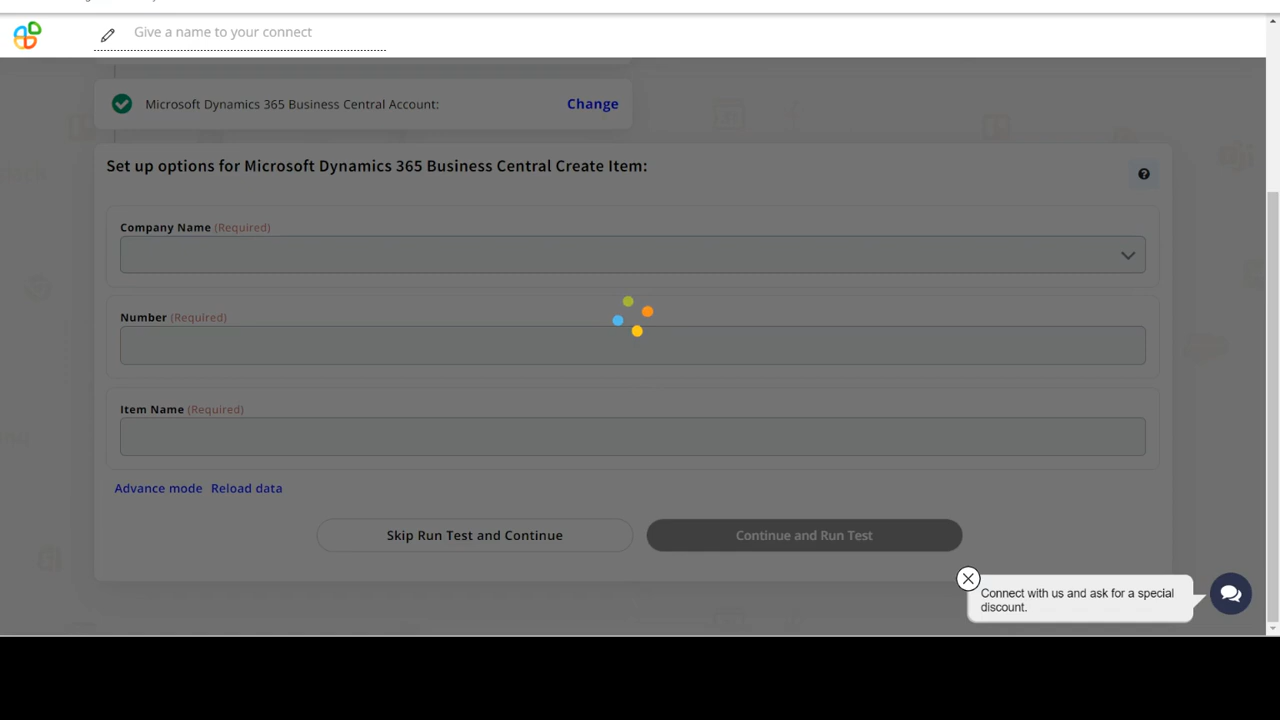 Give a name to your connect
Microsoft Dynamics 365 Business Central Account:
Change
Set up options for Microsoft Dynamics 365 Business Central Create Item:
Company Name (Required)
Number (Required)
Item Name (Required)
Advance mode Reload data
Skip Run Test and Continue
Continue and Run Test
Connect with us and ask for a special
discount.